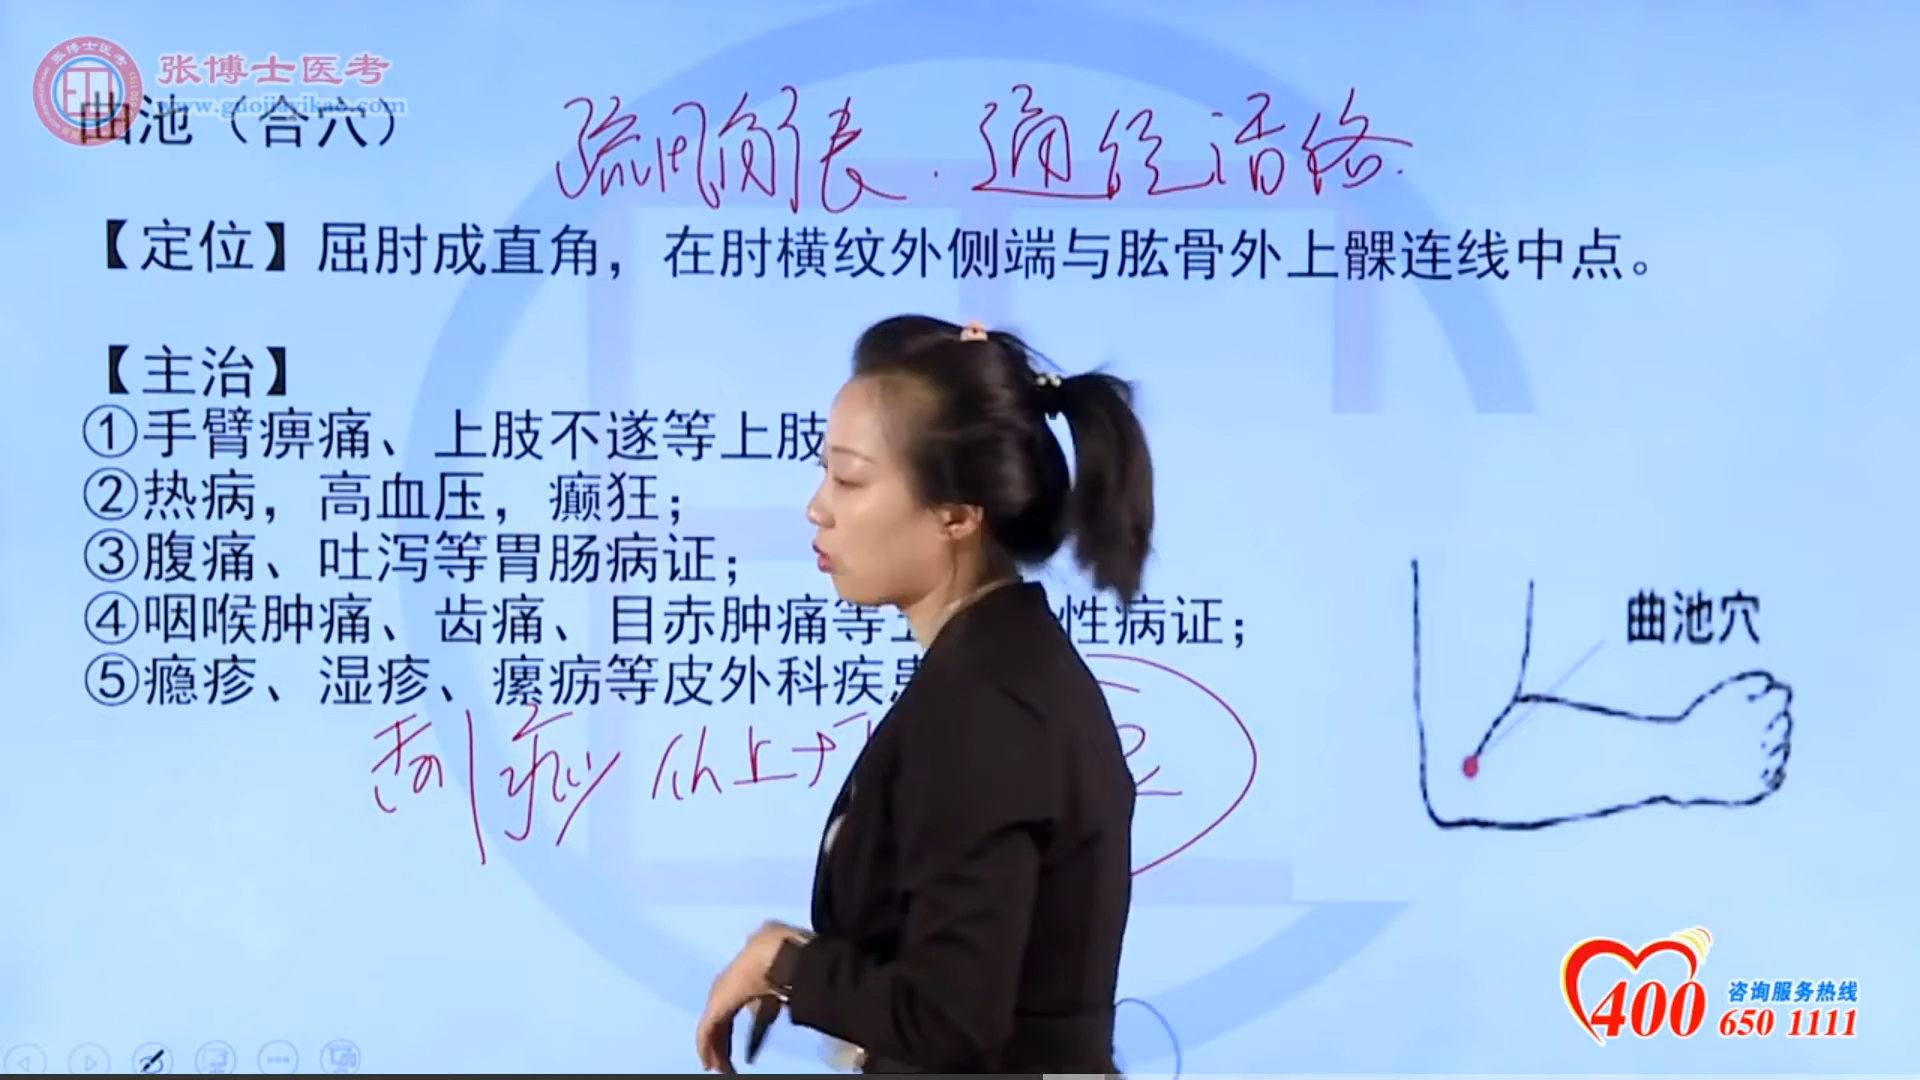 张博士医考
www.guojiayikao.com
曲池（合穴）
疏风解表.通经活络.
【定位】屈肘成直角，在肘横纹外侧端与肱骨外上髁连线中点。
【主治】
①手臂痹痛、上肢不遂等上肢
②热病，高血压，癫狂；
③腹痛、吐泻等胃肠病证；
④咽喉肿痛、齿痛、目赤肿痛等 性病证；
⑤瘾疹、湿疹、瘰疬等皮外科疾
刮痧 从上→
曲池穴
400 咨询服务热线
650 1111